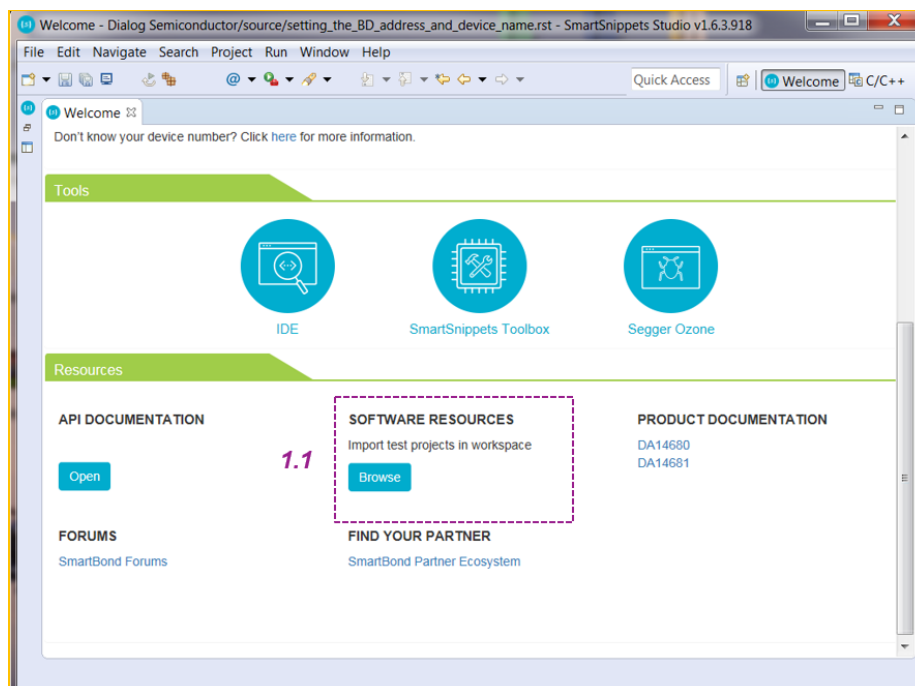 Welcome - Dialog Semiconductor/source/setting_the_BD_address_and_device_name.rst - SmartSnippets Studio v1.6.3.918
File Edit Navigate Search Project Run Window Help
Quick Access
Welcome
C/C++
Welcome
Don't know your device number? Click here for more information.
Tools
IDE
SmartSnippets Toolbox
Segger Ozone
Resources
API DOCUMENTATION
Open
1.1
SOFTWARE RESOURCES
Import test projects in workspace
Browse
PRODUCT DOCUMENTATION
DA14680
DA14681
FORUMS
SmartBond Forums
FIND YOUR PARTNER
SmartBond Partner Ecosystem